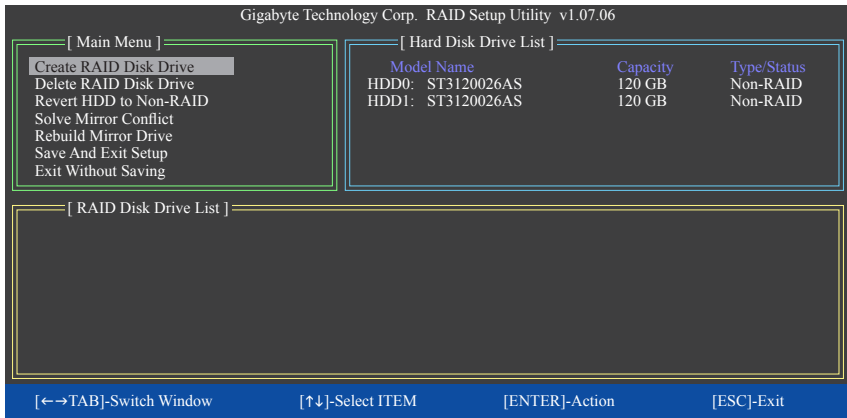 Gigabyte Technology Corp. RAID Setup Utility v1.07.06
[ Main Menu ]
Create RAID Disk Drive
Delete RAID Disk Drive
Revert HDD to Non-RAID
Solve Mirror Conflict
Rebuild Mirror Drive
Save And Exit Setup
Exit Without Saving
[ Hard Disk Drive List ]
Model Name Capacity Type/Status
HDD0: ST3120026AS 120 GB Non-RAID
HDD1: ST3120026AS 120 GB Non-RAID
[ RAID Disk Drive List ]
[←→TAB]-Switch Window [↑↓]-Select ITEM [ENTER]-Action [ESC]-Exit